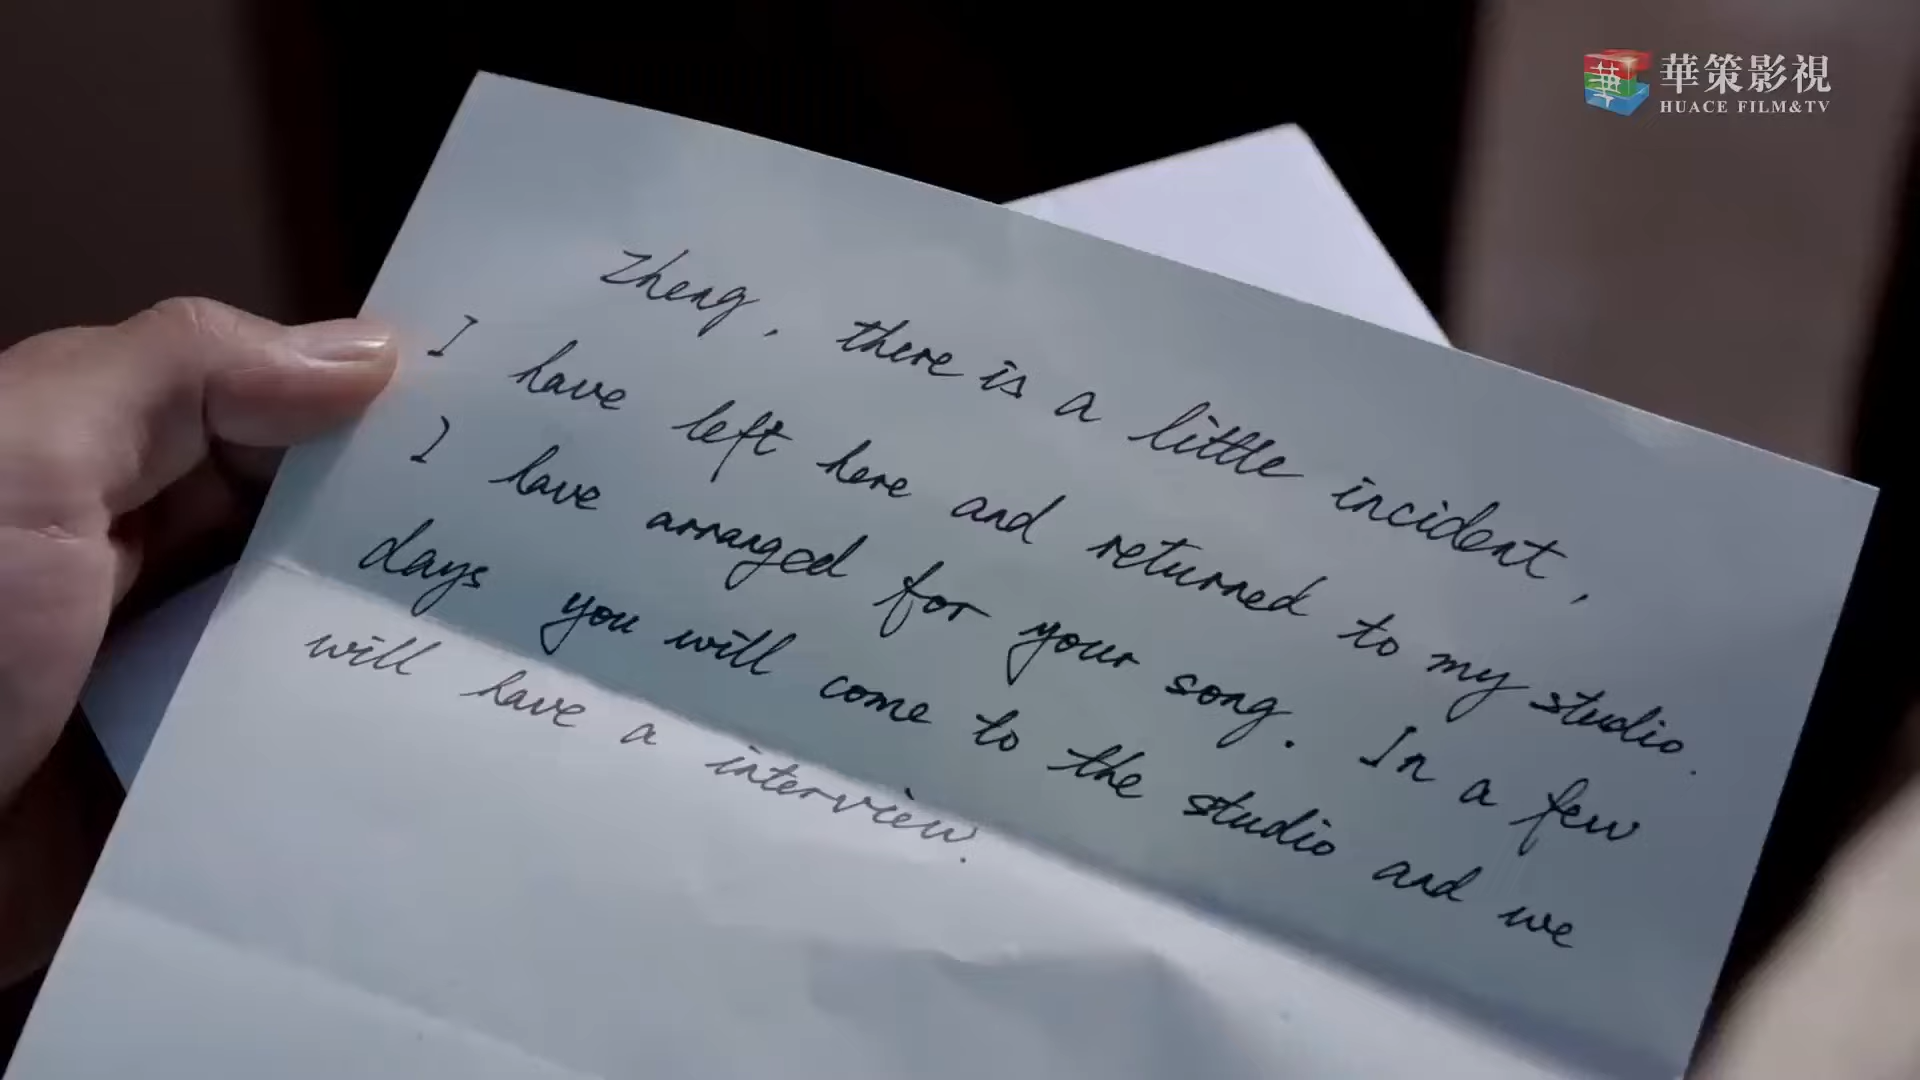 華策影視
HUACE FILM&TV
Zheng, there is a little incident,
I have left here and returned to my studio.
I have arranged for your song. In a few
days you will come to the studio and we
will have a interview.